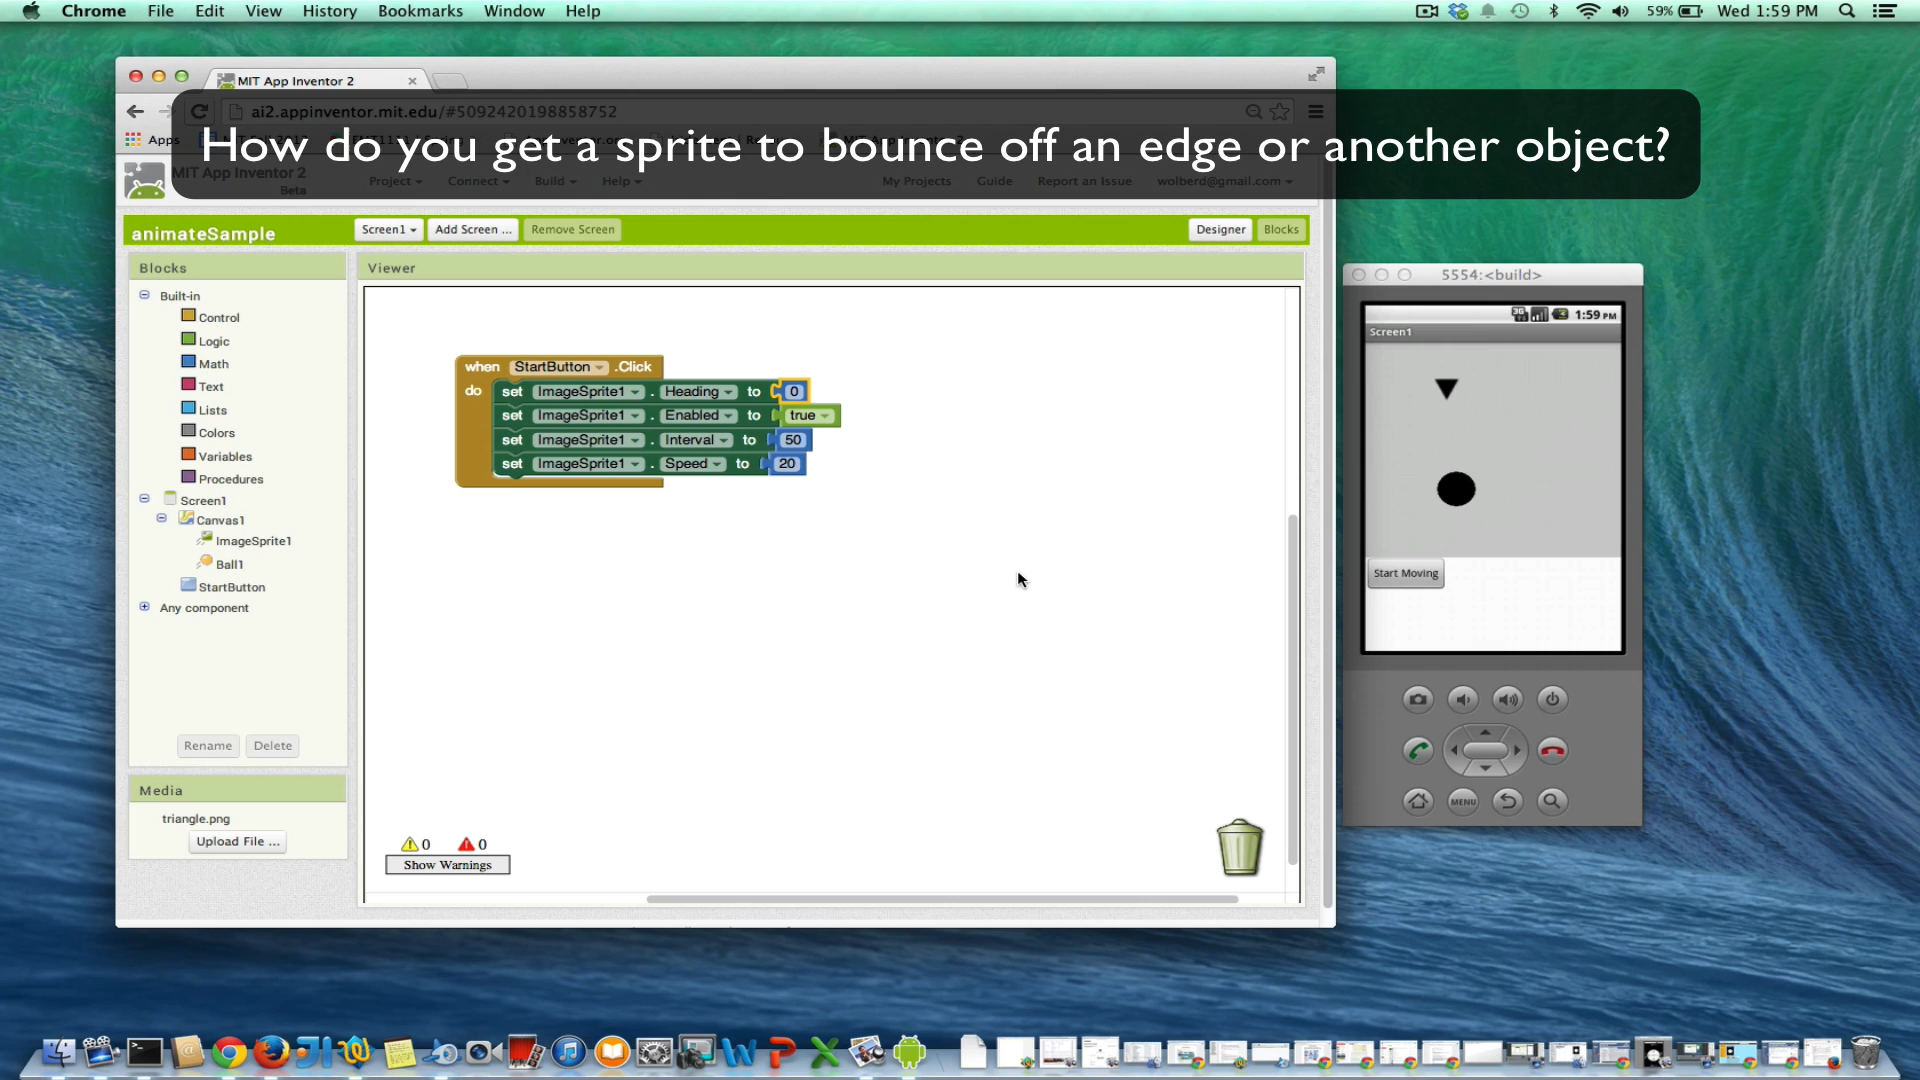 Chrome File Edit View History Bookmarks Window Help 59% Wed 1:59 PM
MIT App Inventor 2
ai2.appinventor.mit.edu/#5092420198858752
Apps
How do you get a sprite to bounce off an edge or another object?
MIT App Inventor 2
Beta
Project Connect Build Help My Projects Guide Report an Issue wolberd@gmail.com
animateSample Screen1 Add Screen ... Remove Screen Designer Blocks
Blocks
Viewer
Built-in
Control
Logic
Math
Text
Lists
Colors
Variables
Procedures
Screen1
Canvas1
ImageSprite1
Ball1
StartButton
Any component
Rename Delete
Media
triangle.png
Upload File ...
when StartButton .Click
do set ImageSprite1 . Heading to 0
set ImageSprite1 . Enabled to true
set ImageSprite1 . Interval to 50
set ImageSprite1 . Speed to 20
0 0
Show Warnings
5554:<build>
3G 1:59 PM
Screen1
Start Moving
MENU